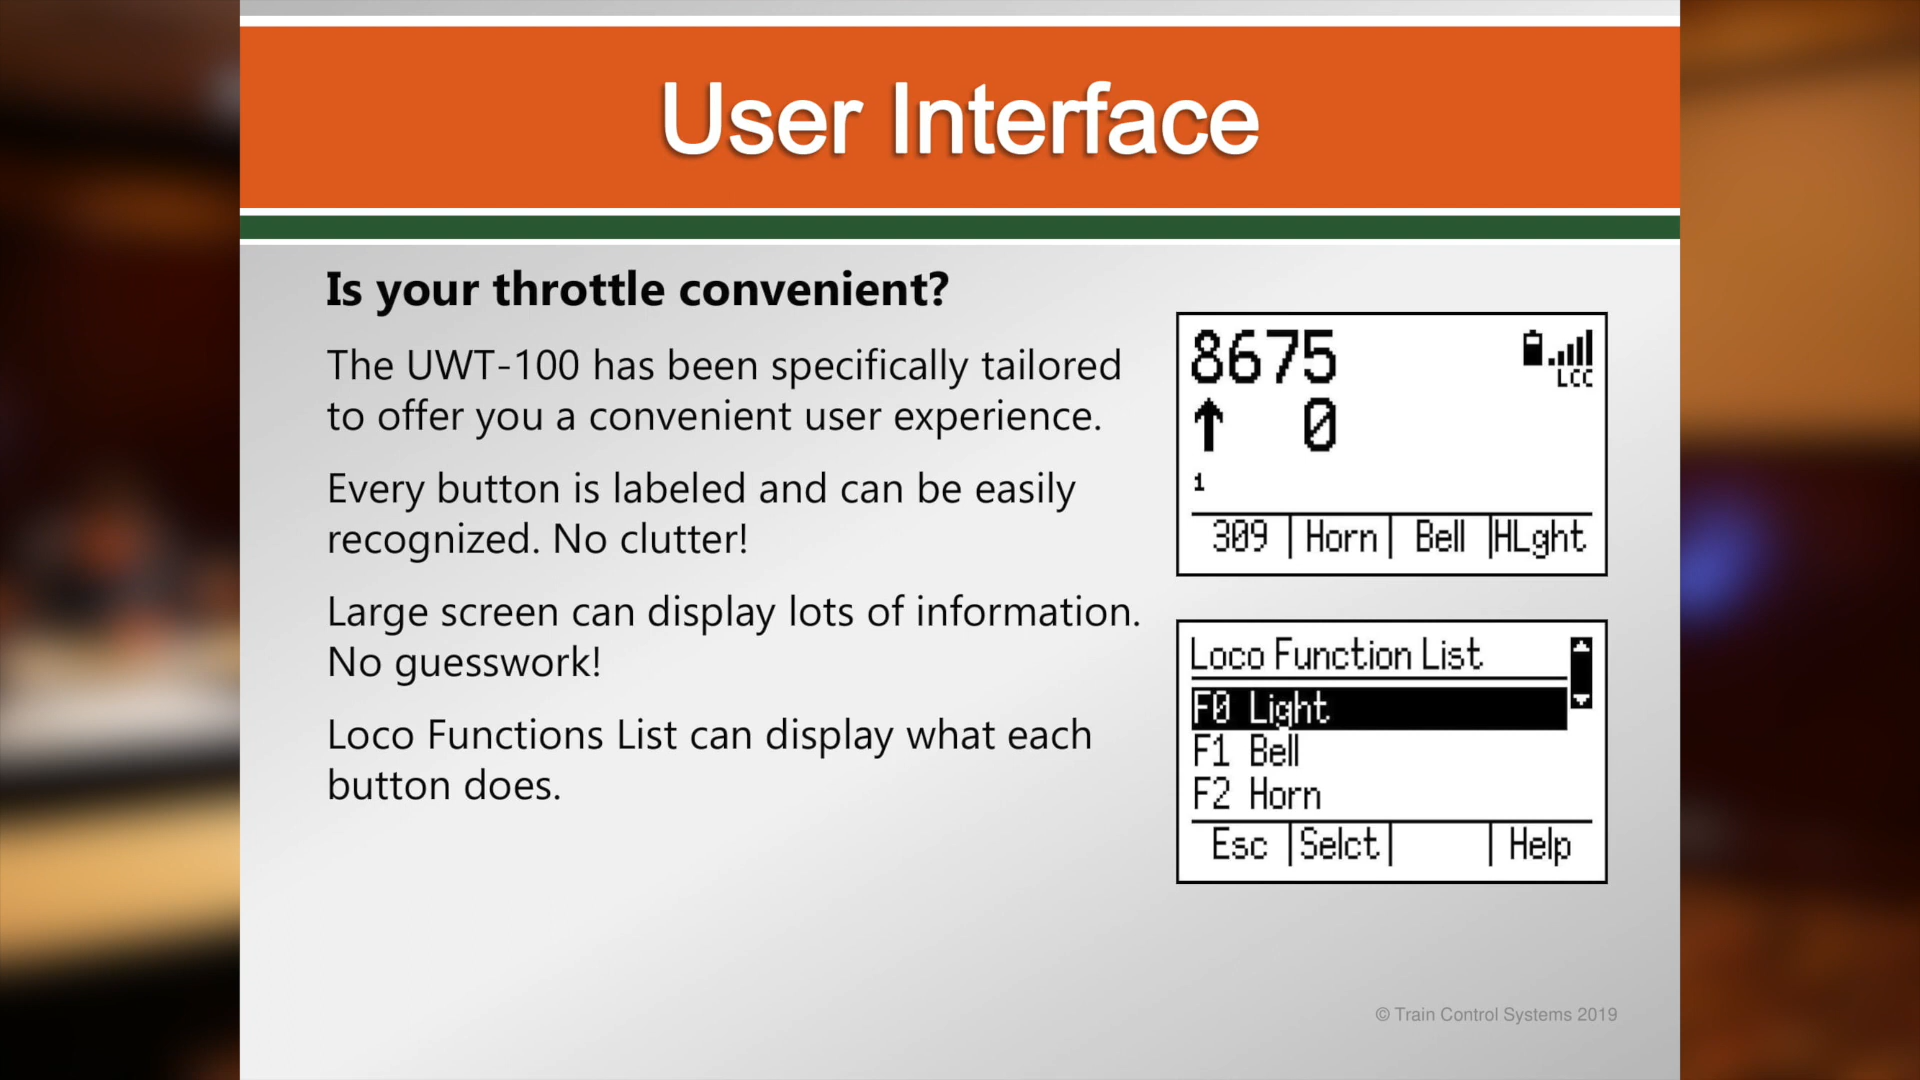 User Interface
Is your throttle convenient?
The UWT-100 has been specifically tailored
to offer you a convenient user experience.
Every button is labeled and can be easily
recognized. No clutter!
Large screen can display lots of information.
No guesswork!
Loco Functions List can display what each
button does.
8675
LCC
↑ 0
1
309 | Horn | Bell | HLght
Loco Function List
F0 Light
F1 Bell
F2 Horn
Esc | Selct | | Help
© Train Control Systems 2019